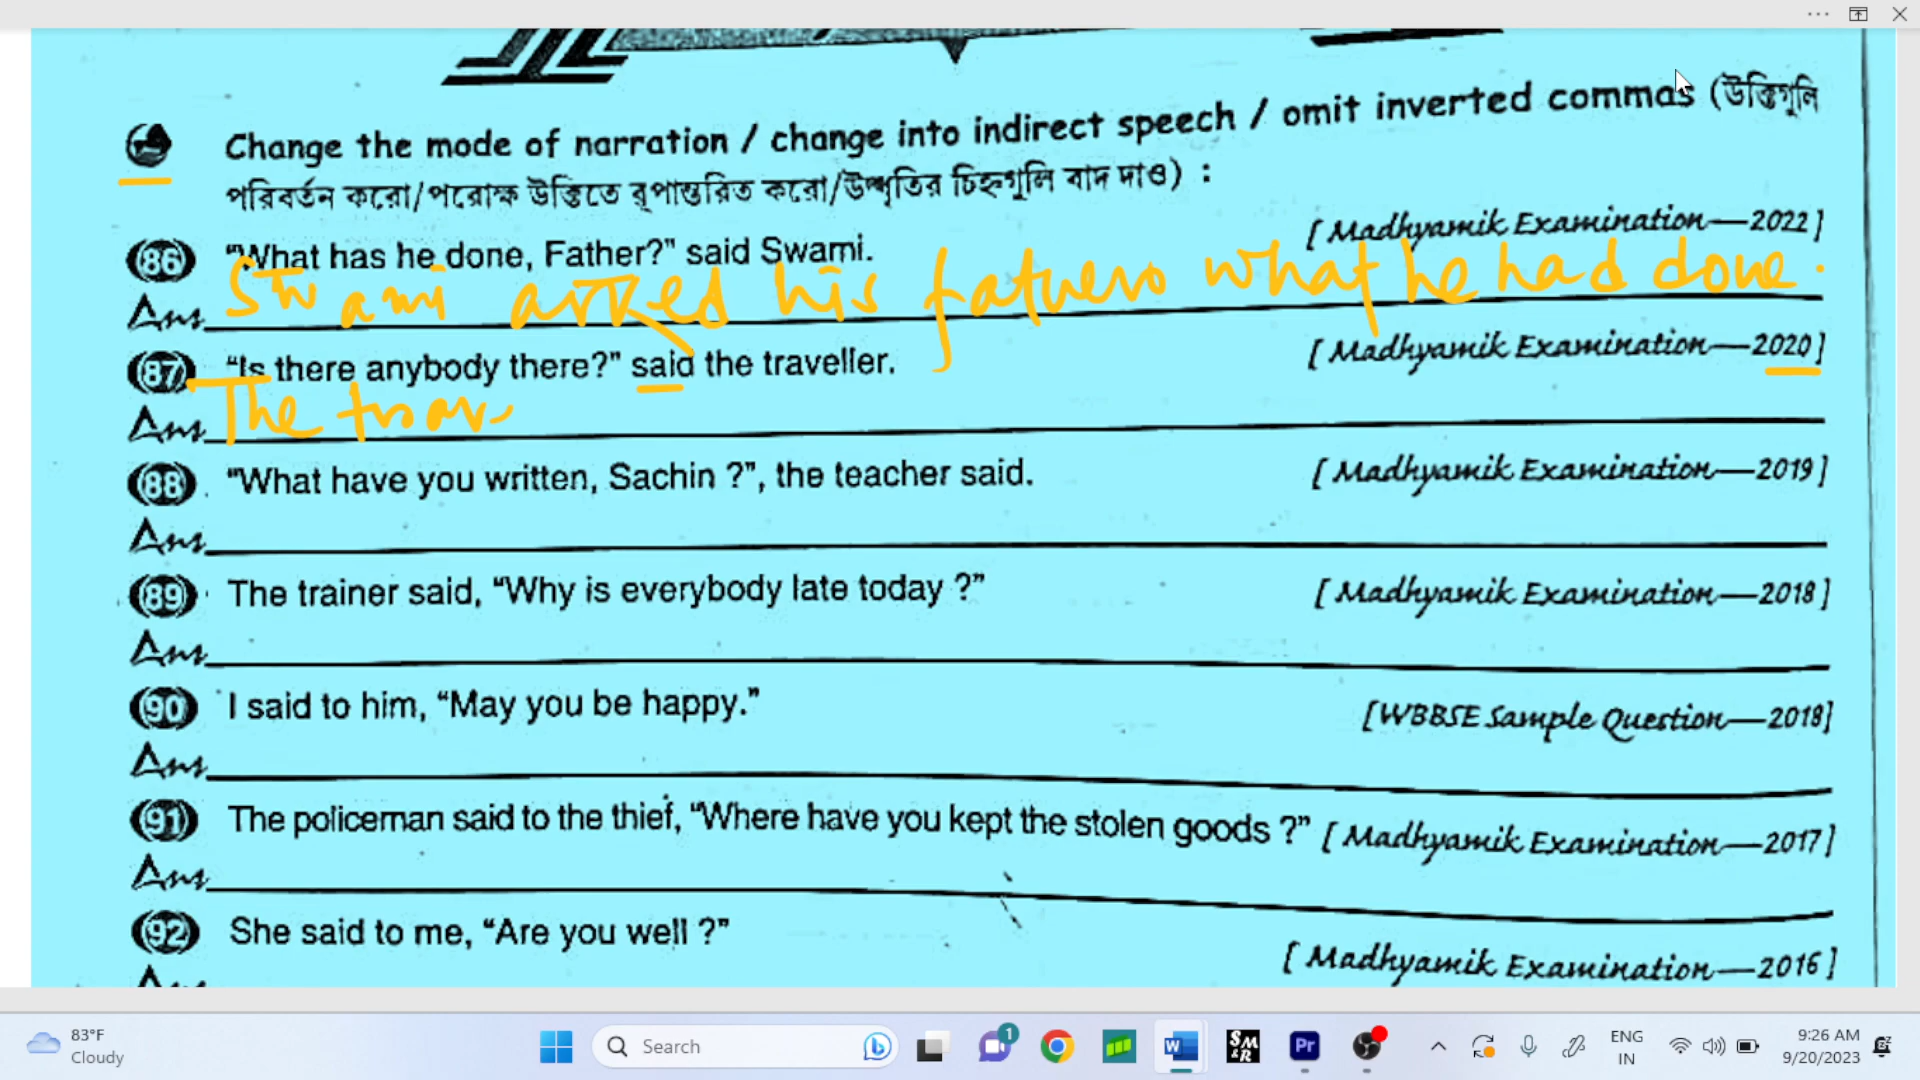 Change the mode of narration / change into indirect speech / omit inverted commas (উক্তিগুলি
পরিবর্তন করো/পরোক্ষ উক্তিতে রূপান্তরিত করো/উদ্ধৃতির চিহ্নগুলি বাদ দাও) :
86 "What has he done, Father?" said Swami. [Madhyamik Examination—2022]
Ans Swami asked his father what he had done.
87 "Is there anybody there?" said the traveller. [Madhyamik Examination—2020]
Ans The trav
88 "What have you written, Sachin ?", the teacher said. [Madhyamik Examination—2019]
Ans
89 The trainer said, "Why is everybody late today ?" [Madhyamik Examination—2018]
Ans
90 I said to him, "May you be happy." [WBBSE Sample Question—2018]
Ans
91 The policeman said to the thief, "Where have you kept the stolen goods ?" [Madhyamik Examination—2017]
Ans
92 She said to me, "Are you well ?" [Madhyamik Examination—2016]
83°F
Cloudy
Search
1
SM
&R
W
Pr
ENG
IN
9:26 AM
9/20/2023